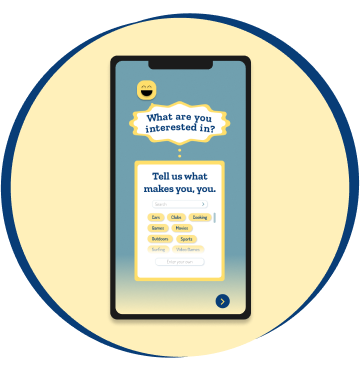 What are you
interested in?
Tell us what
makes you, you.
Search
Cars Clubs Cooking
Games Movies
Outdoors Sports
Surfing Video Games
Enter your own